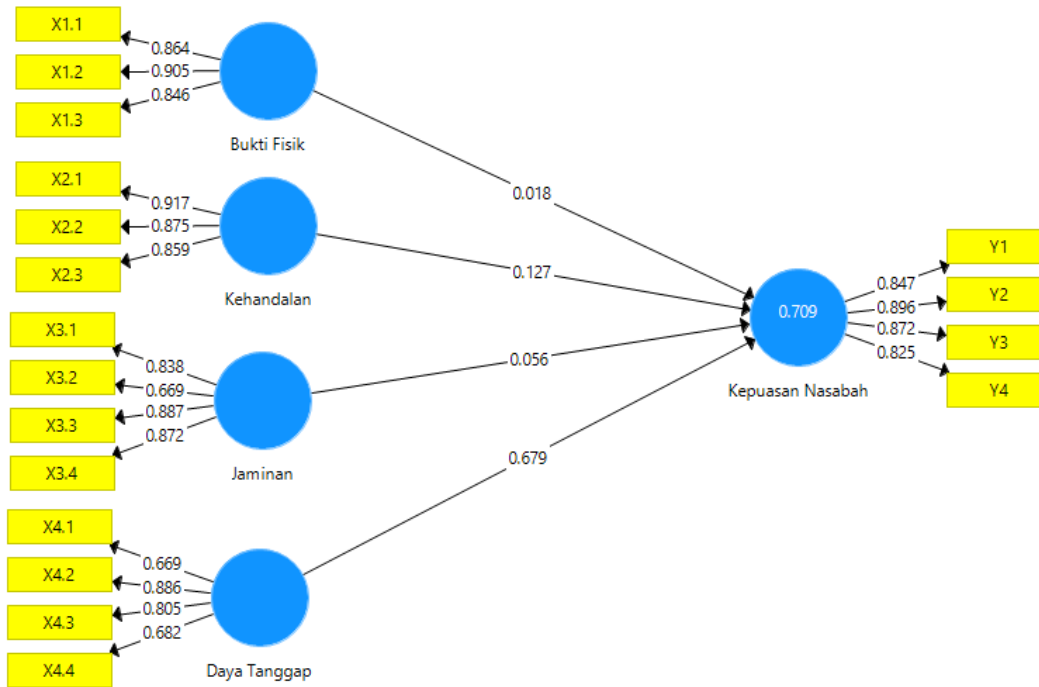 X1.1
0.864
X1.2
0.905
X1.3
0.846
Bukti Fisik
0.018
X2.1
0.917
X2.2
0.875
X2.3
0.859
Kehandalan
0.127
X3.1
0.838
X3.2
0.669
X3.3
0.887
X3.4
0.872
Jaminan
0.056
X4.1
0.669
X4.2
0.886
X4.3
0.805
X4.4
0.682
Daya Tanggap
0.679
0.709
Kepuasan Nasabah
Y1
0.847
Y2
0.896
Y3
0.872
Y4
0.825